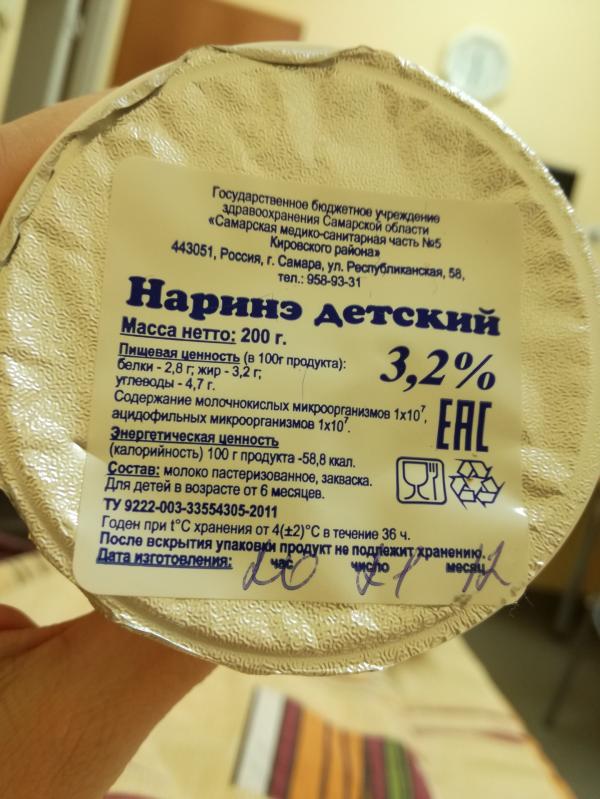 Государственное бюджетное учреждение
здравоохранения Самарской области
«Самарская медико-санитарная часть №5
Кировского района»
443051, Россия, г. Самара, ул. Республиканская, 58,
тел.: 958-93-31
Наринэ детский
Масса нетто: 200 г.
3,2%
Пищевая ценность (в 100г продукта):
белки - 2,8 г; жир - 3,2 г;
углеводы - 4,7 г.
Содержание молочнокислых микроорганизмов 1х10⁷,
ацидофильных микроорганизмов 1х10⁷.
ЕАС
Энергетическая ценность
(калорийность) 100 г продукта -58,8 ккал.
Состав: молоко пастеризованное, закваска.
Для детей в возрасте от 6 месяцев.
ТУ 9222-003-33554305-2011
Годен при t°С хранения от 4(±2)°С в течение 36 ч.
После вскрытия упаковки продукт не подлежит хранению.
Дата изготовления: час число месяц
20 21 12